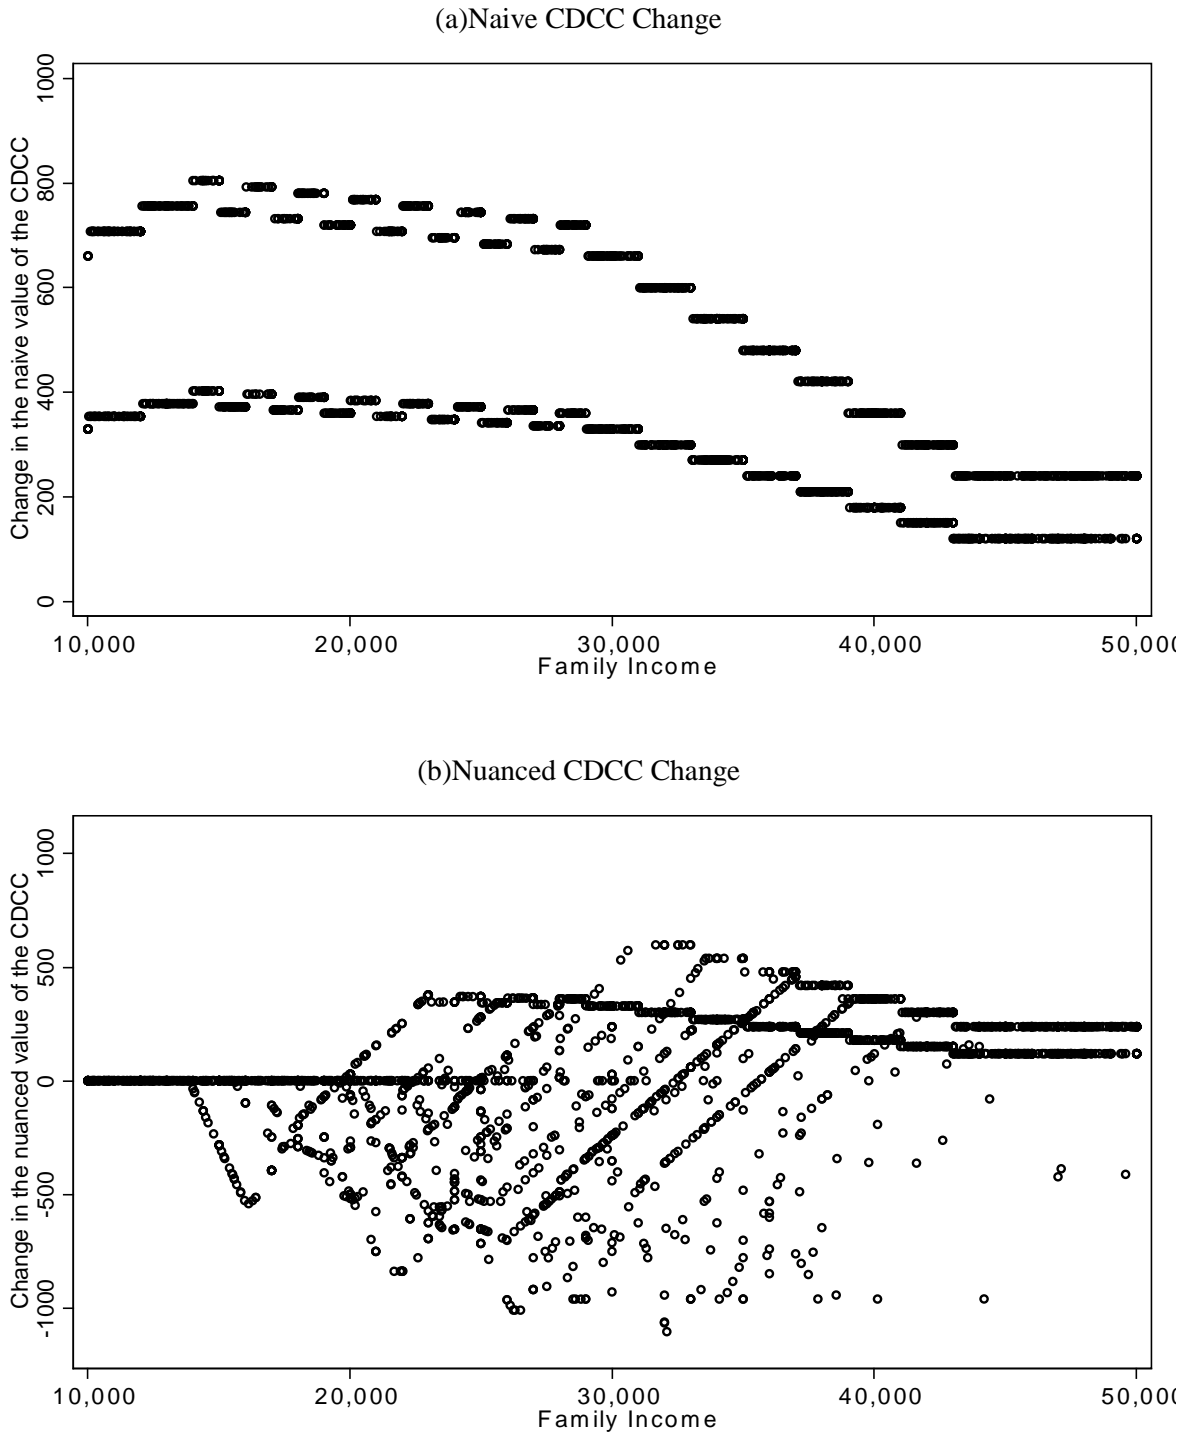 (a)Naive CDCC Change
Change in the naive value of the CDCC
1000
800
600
400
200
0
10,000 20,000 30,000 40,000 50,000
Family Income
(b)Nuanced CDCC Change
Change in the nuanced value of the CDCC
1000
500
0
-500
-1000
10,000 20,000 30,000 40,000 50,000
Family Income